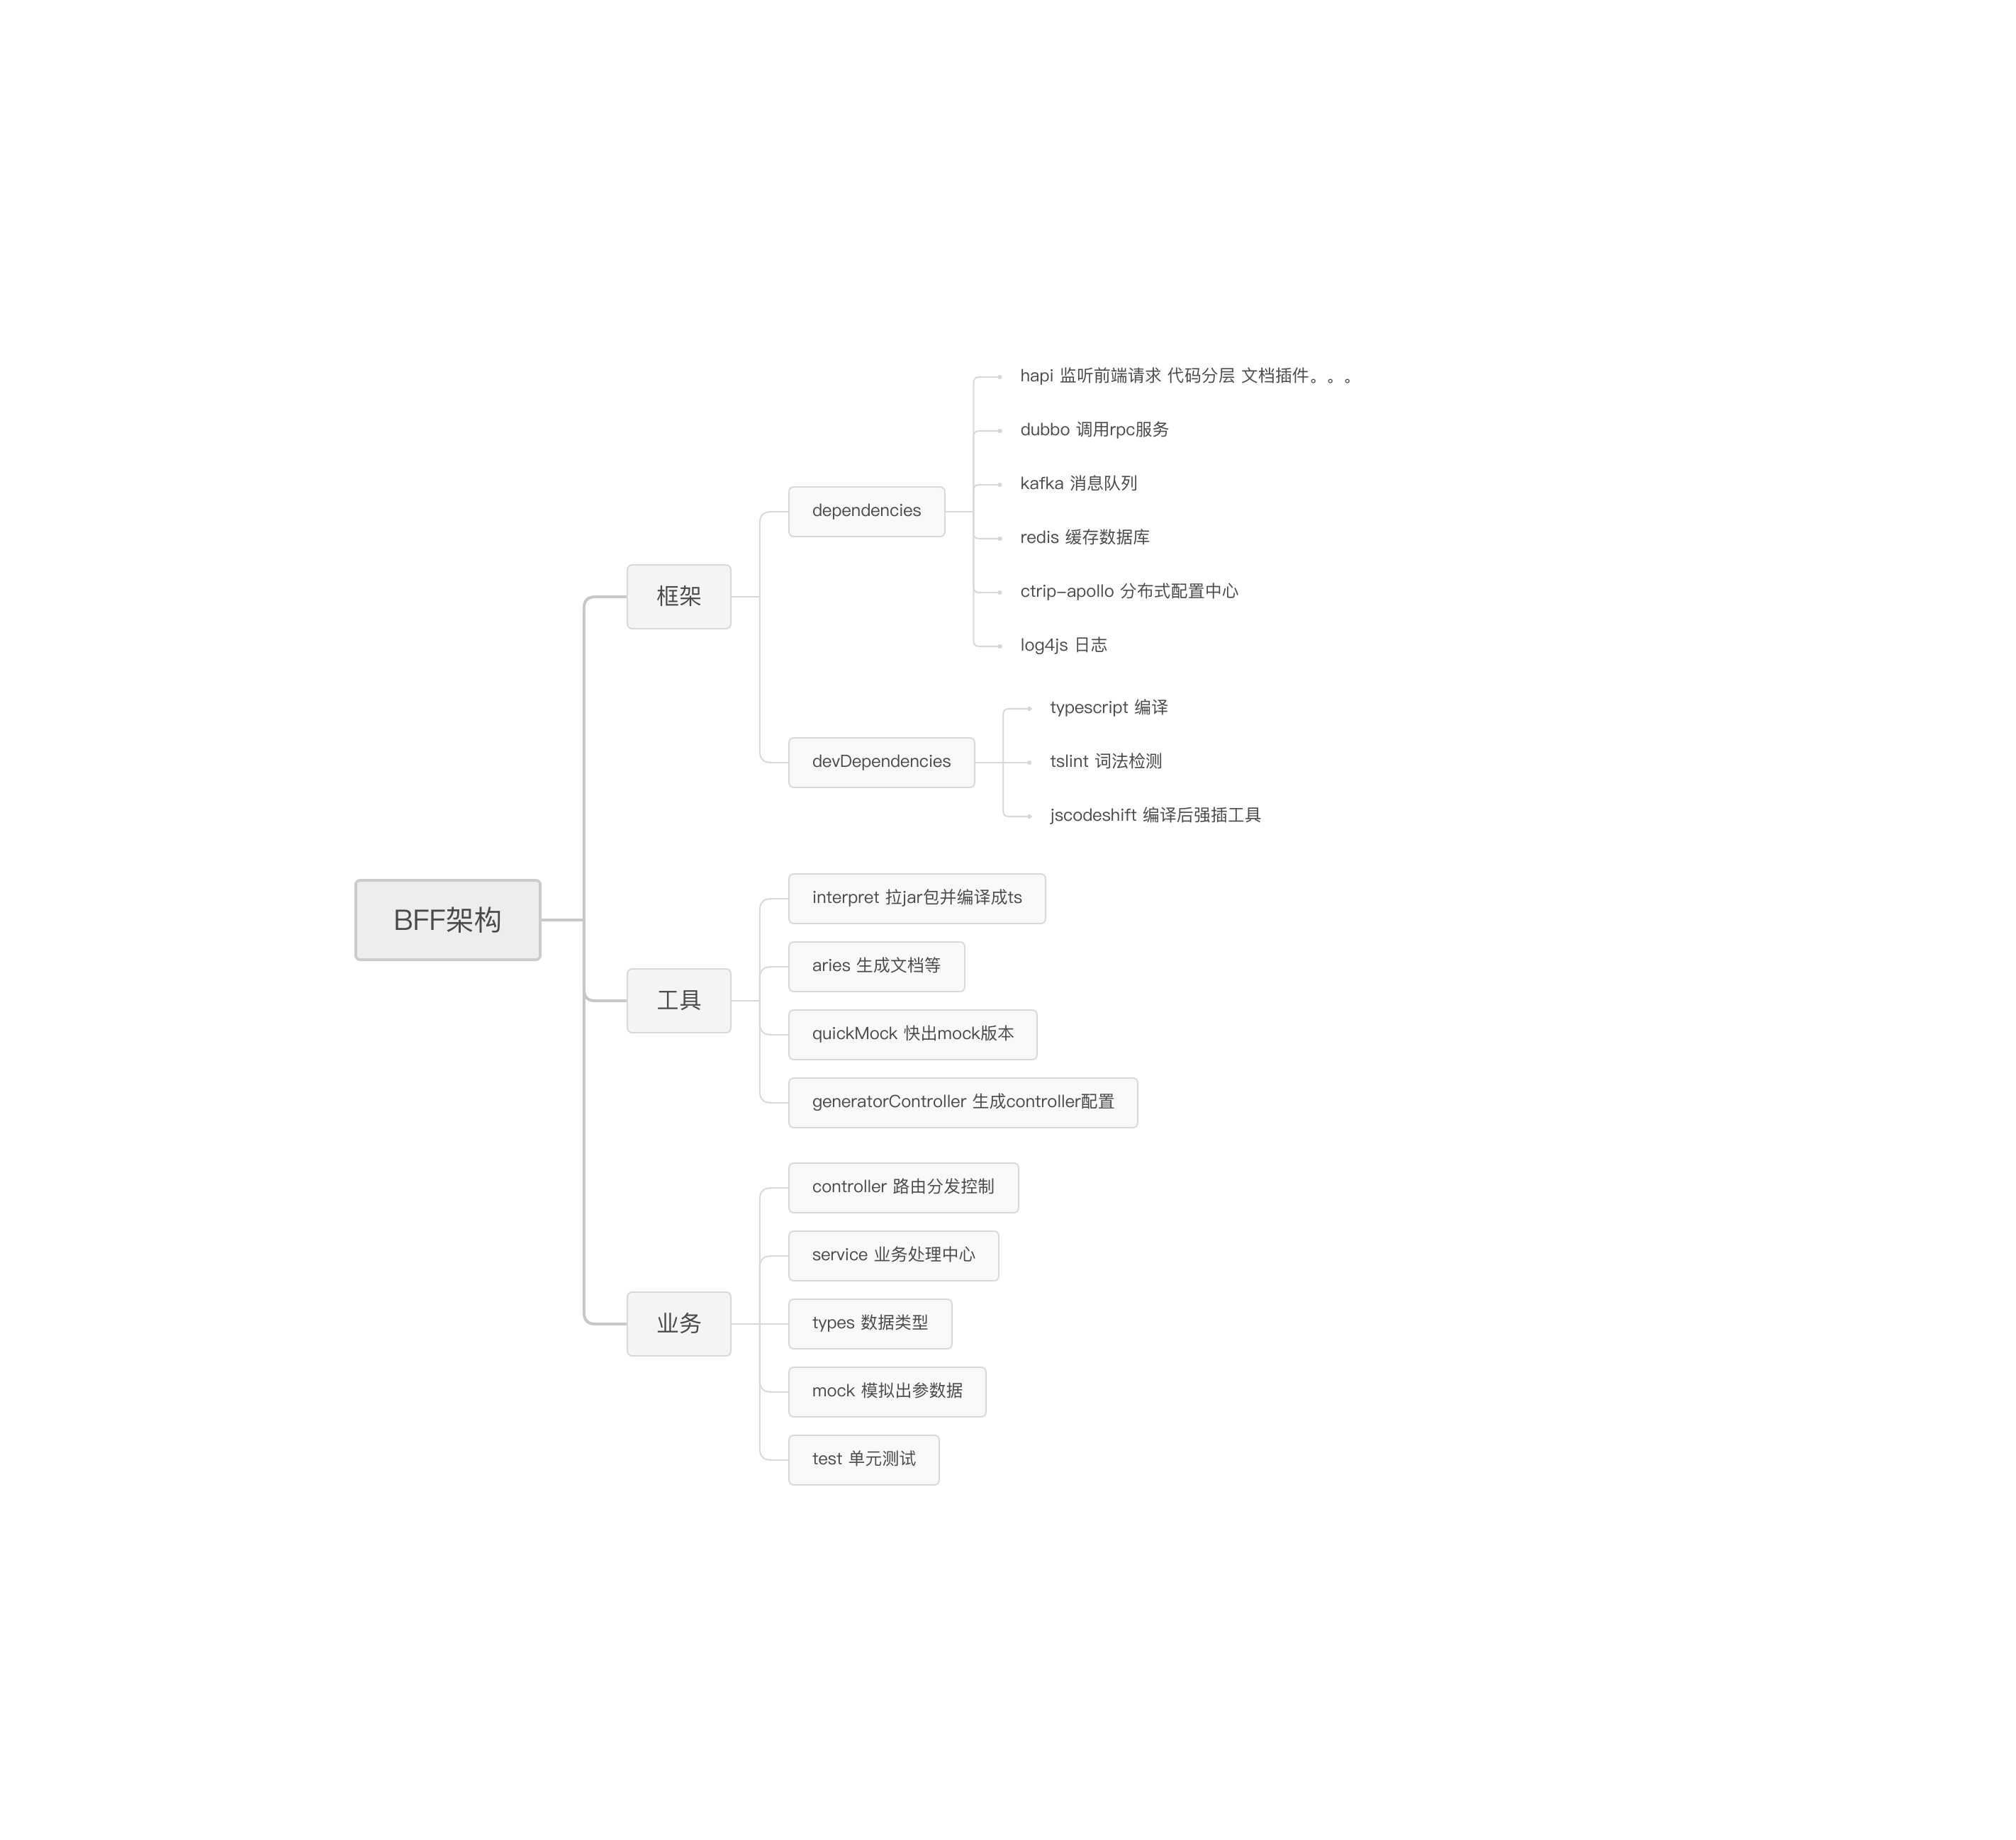 BFF架构
框架
dependencies
hapi 监听前端请求 代码分层 文档插件。。。
dubbo 调用rpc服务
kafka 消息队列
redis 缓存数据库
ctrip-apollo 分布式配置中心
log4js 日志
devDependencies
typescript 编译
tslint 词法检测
jscodeshift 编译后强插工具
工具
interpret 拉jar包并编译成ts
aries 生成文档等
quickMock 快出mock版本
generatorController 生成controller配置
业务
controller 路由分发控制
service 业务处理中心
types 数据类型
mock 模拟出参数据
test 单元测试